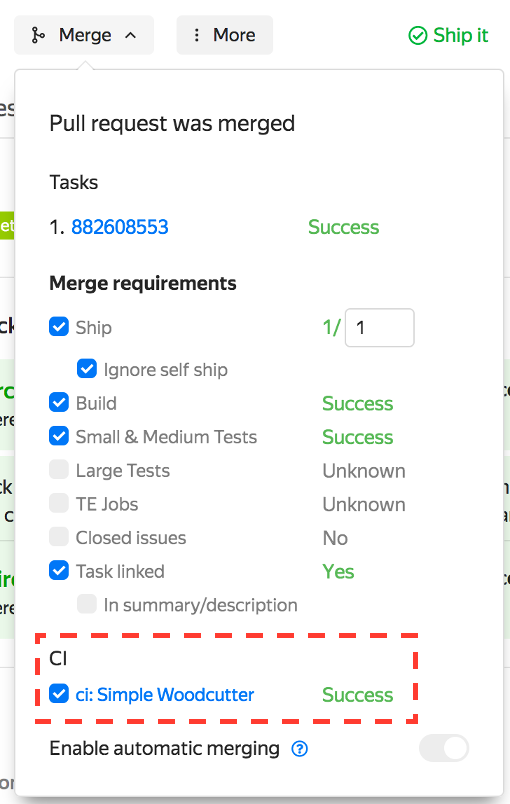 Merge
More
Ship it
Pull request was merged
Tasks
1. 882608553 Success
Merge requirements
Ship 1/ 1
Ignore self ship
Build Success
Small & Medium Tests Success
Large Tests Unknown
TE Jobs Unknown
Closed issues No
Task linked Yes
In summary/description
CI
ci: Simple Woodcutter Success
Enable automatic merging ?